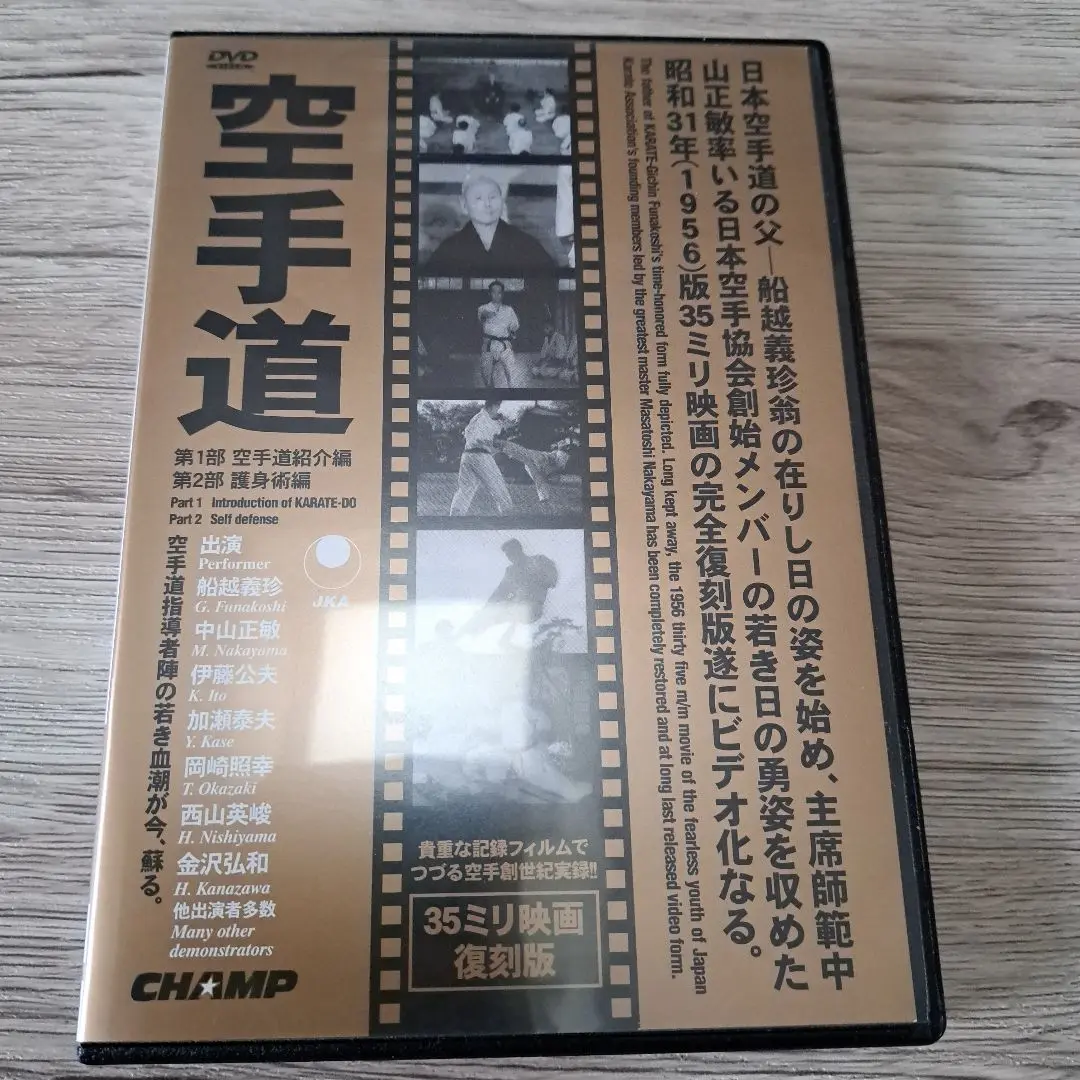 DVD
空手道
第1部 空手道紹介編
第2部 護身術編
Part 1 Introduction of KARATE-DO
Part 2 Self defense
出演
Performer
船越義珍
G. Funakoshi
中山正敏
M. Nakayama
伊藤公夫
K. Ito
加瀬泰夫
Y. Kase
岡崎照幸
T. Okazaki
西山英峻
H. Nishiyama
金沢弘和
H. Kanazawa
他出演者多数
Many other
demonstrators
JKA
空手道指導者陣の若き血潮が今、蘇る。
CHAMP
貴重な記録フィルムで
つづる空手創世紀実録!!
35ミリ映画
復刻版
日本空手道の父―船越義珍翁の在りし日の姿を始め、主席師範中
山正敏率いる日本空手協会創始メンバーの若き日の勇姿を収めた
昭和31年(1956)版35ミリ映画の完全復刻版遂にビデオ化なる。
The father of KARATE-Gichin Funakoshi's time-honored form fully depicted. Long kept away, the 1956 thirty five m/m movie of the fearless youth of Japan
Karate Association's founding members led by the greatest master Masatoshi Nakayama has been completely restored and at long last released video form.